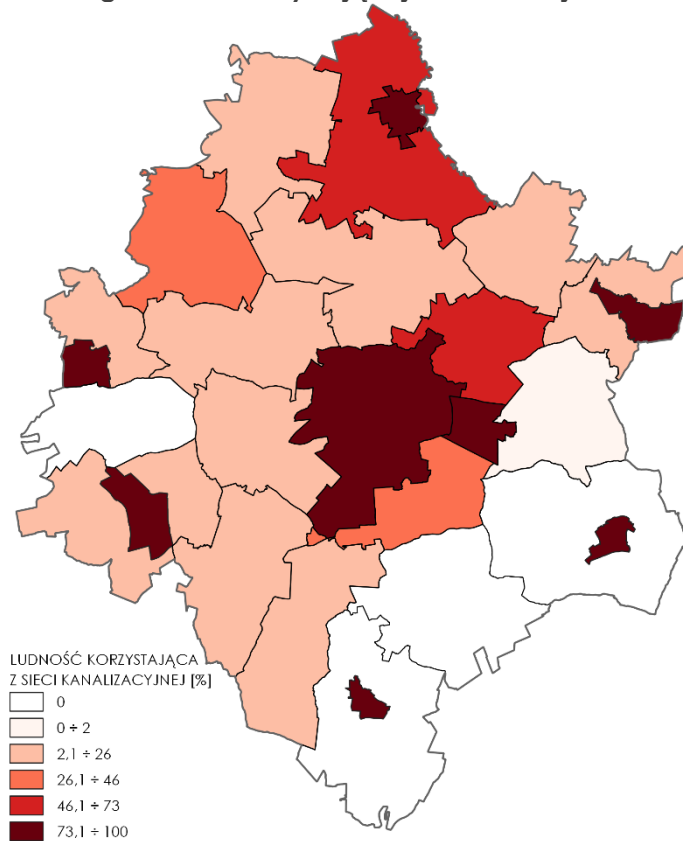 LUDNOŚĆ KORZYSTAJĄCA
Z SIECI KANALIZACYJNEJ [%]
0
0 ÷ 2
2,1 ÷ 26
26,1 ÷ 46
46,1 ÷ 73
73,1 ÷ 100